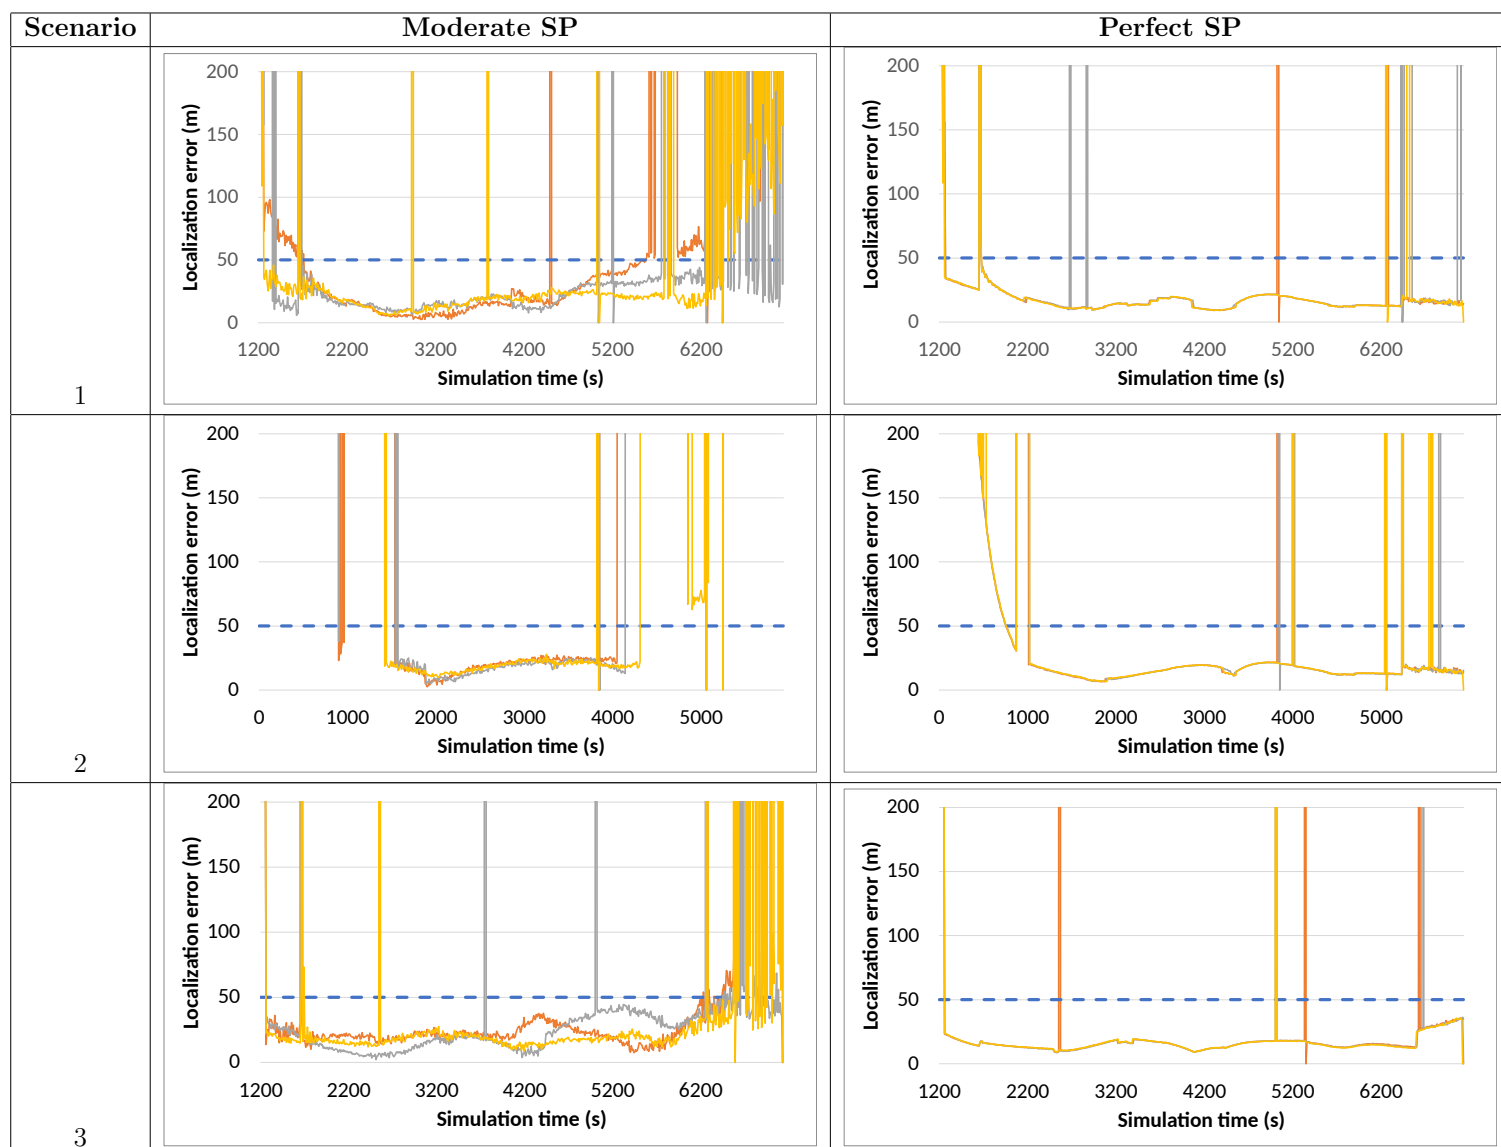 Scenario Moderate SP Perfect SP
200
150
100
50
0
Localization error (m)
1200 2200 3200 4200 5200 6200
Simulation time (s)
200
150
100
50
0
Localization error (m)
1200 2200 3200 4200 5200 6200
Simulation time (s)
1
200
150
100
50
0
Localization error (m)
0 1000 2000 3000 4000 5000
Simulation time (s)
200
150
100
50
0
Localization error (m)
0 1000 2000 3000 4000 5000
Simulation time (s)
2
200
150
100
50
0
Localization error (m)
1200 2200 3200 4200 5200 6200
Simulation time (s)
200
150
100
50
0
Localization error (m)
1200 2200 3200 4200 5200 6200
Simulation time (s)
3